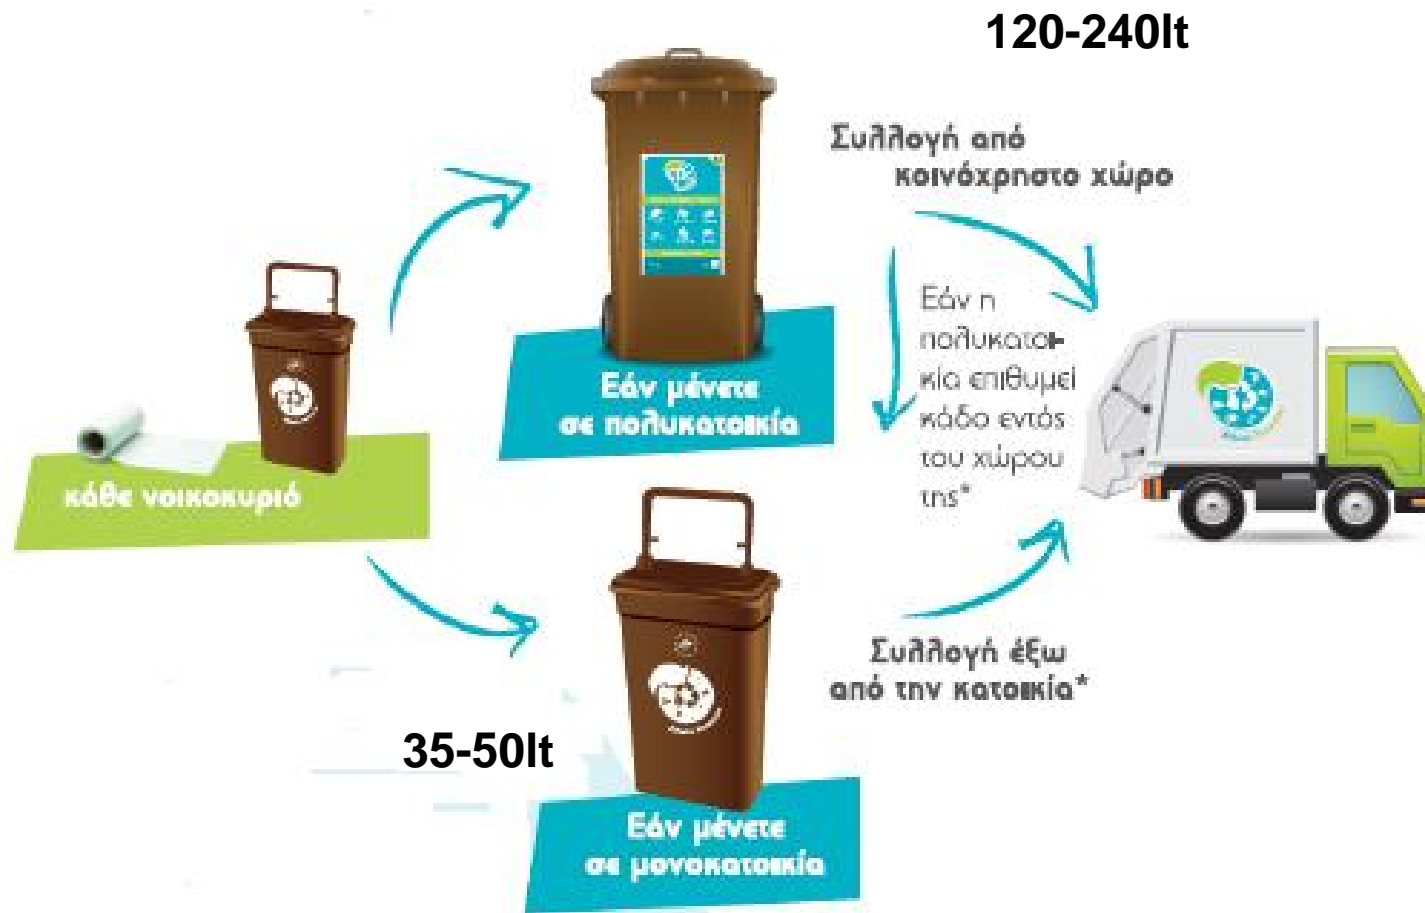 120-240lt
Συλλογή από
κοινόχρηστο χώρο
Εάν η
πολυκατοι-
κία επιθυμεί
κάδο εντός
του χώρου
της*
Εάν μένετε
σε πολυκατοικία
κάθε νοικοκυριό
Συλλογή έξω
από την κατοικία*
35-50lt
Εάν μένετε
σε μονοκατοικία